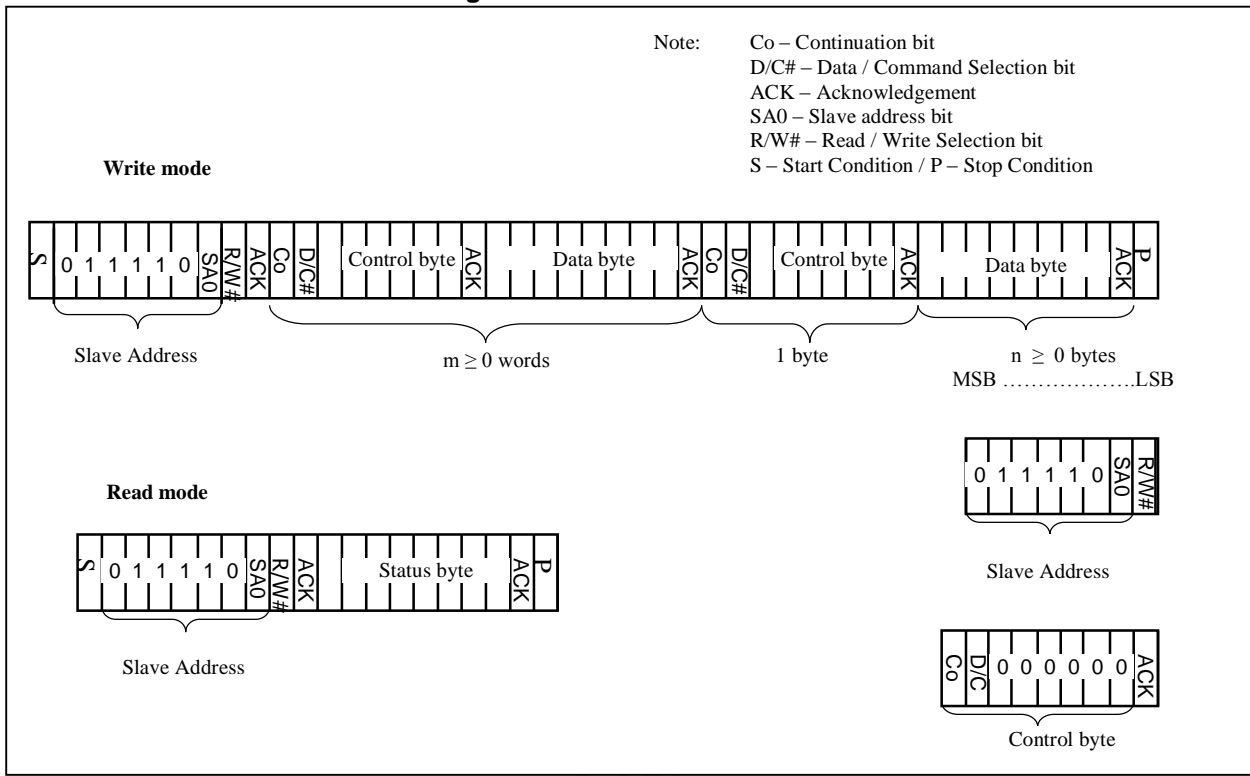 Note: Co – Continuation bit
D/C# – Data / Command Selection bit
ACK – Acknowledgement
SA0 – Slave address bit
R/W# – Read / Write Selection bit
S – Start Condition / P – Stop Condition
Write mode
S 0 1 1 1 1 0 SA0 R/W# ACK Co D/C# Control byte ACK Data byte ACK Co D/C# Control byte ACK Data byte ACK P
Slave Address
m ≥ 0 words
1 byte
n ≥ 0 bytes
MSB ………………….LSB
0 1 1 1 1 0 SA0 R/W#
Slave Address
Read mode
S 0 1 1 1 1 0 SA0 R/W# ACK Status byte ACK P
Slave Address
Co D/C 0 0 0 0 0 0 ACK
Control byte